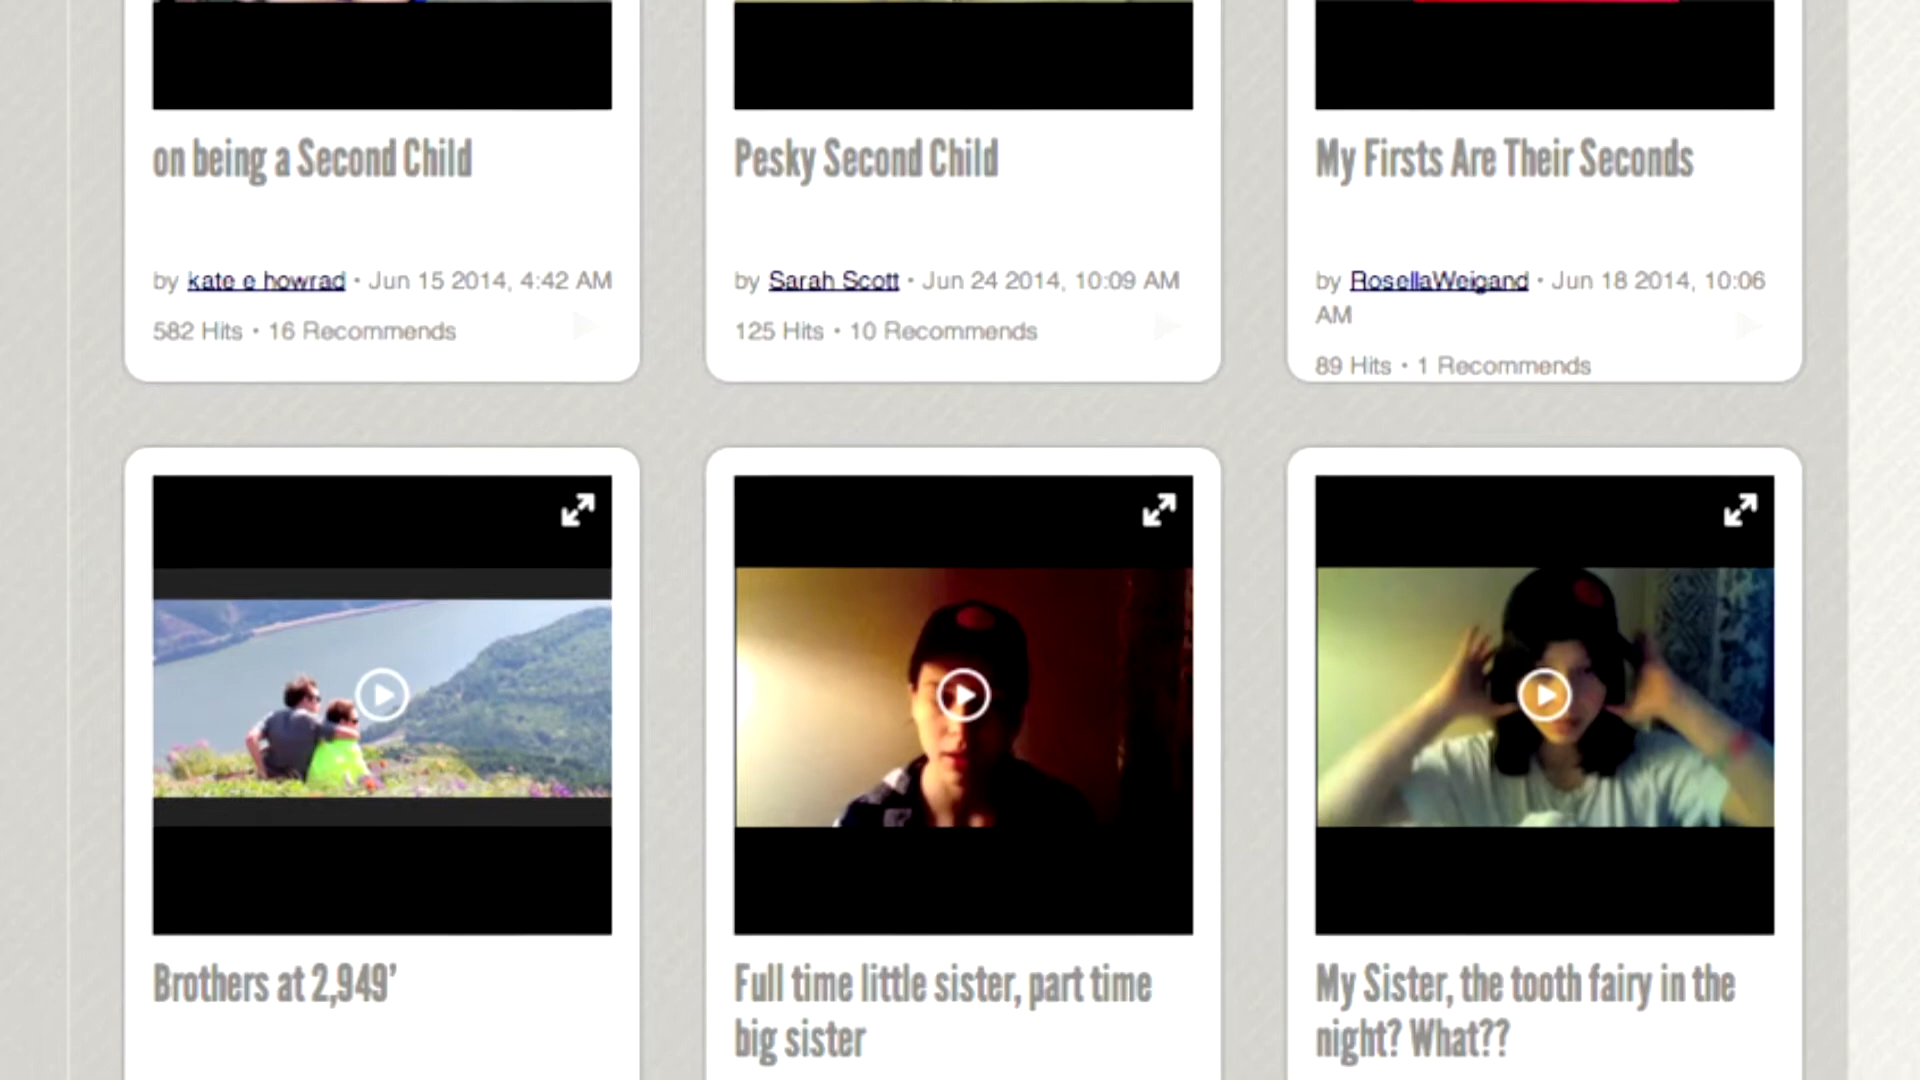 on being a Second Child
by kate e howrad • Jun 15 2014, 4:42 AM
582 Hits • 16 Recommends
Pesky Second Child
by Sarah Scott • Jun 24 2014, 10:09 AM
125 Hits • 10 Recommends
My Firsts Are Their Seconds
by RosellaWeigand • Jun 18 2014, 10:06
AM
89 Hits • 1 Recommends
Brothers at 2,949’
Full time little sister, part time
big sister
My Sister, the tooth fairy in the
night? What??